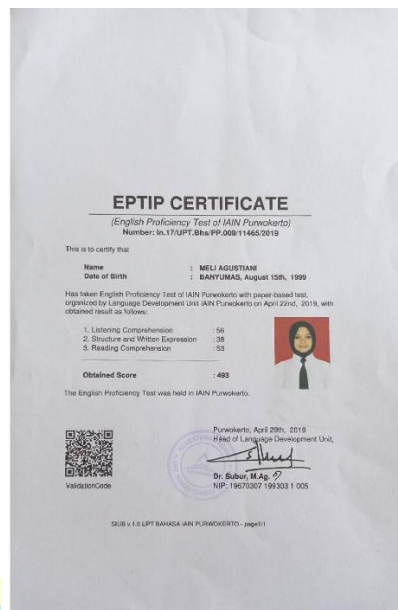 EPTIP CERTIFICATE
(English Proficiency Test of IAIN Purwokerto)
Number: In.17/UPT.Bhs/PP.009/11465/2019
This is to certify that
Name : MELI AGUSTIANI
Date of Birth : BANYUMAS, August 15th, 1999
Has taken English Proficiency Test of IAIN Purwokerto with paper-based test,
organized by Language Development Unit IAIN Purwokerto on April 22nd, 2019, with
obtained result as follows:
1. Listening Comprehension : 56
2. Structure and Written Expression : 38
3. Reading Comprehension : 53
Obtained Score : 493
The English Proficiency Test was held in IAIN Purwokerto.
Purwokerto, April 29th, 2019
Head of Language Development Unit,
Dr. Subur, M.Ag.
NIP: 19670307 199303 1 005
ValidationCode
SIUB v.1.0 UPT BAHASA IAIN PURWOKERTO - page1/1